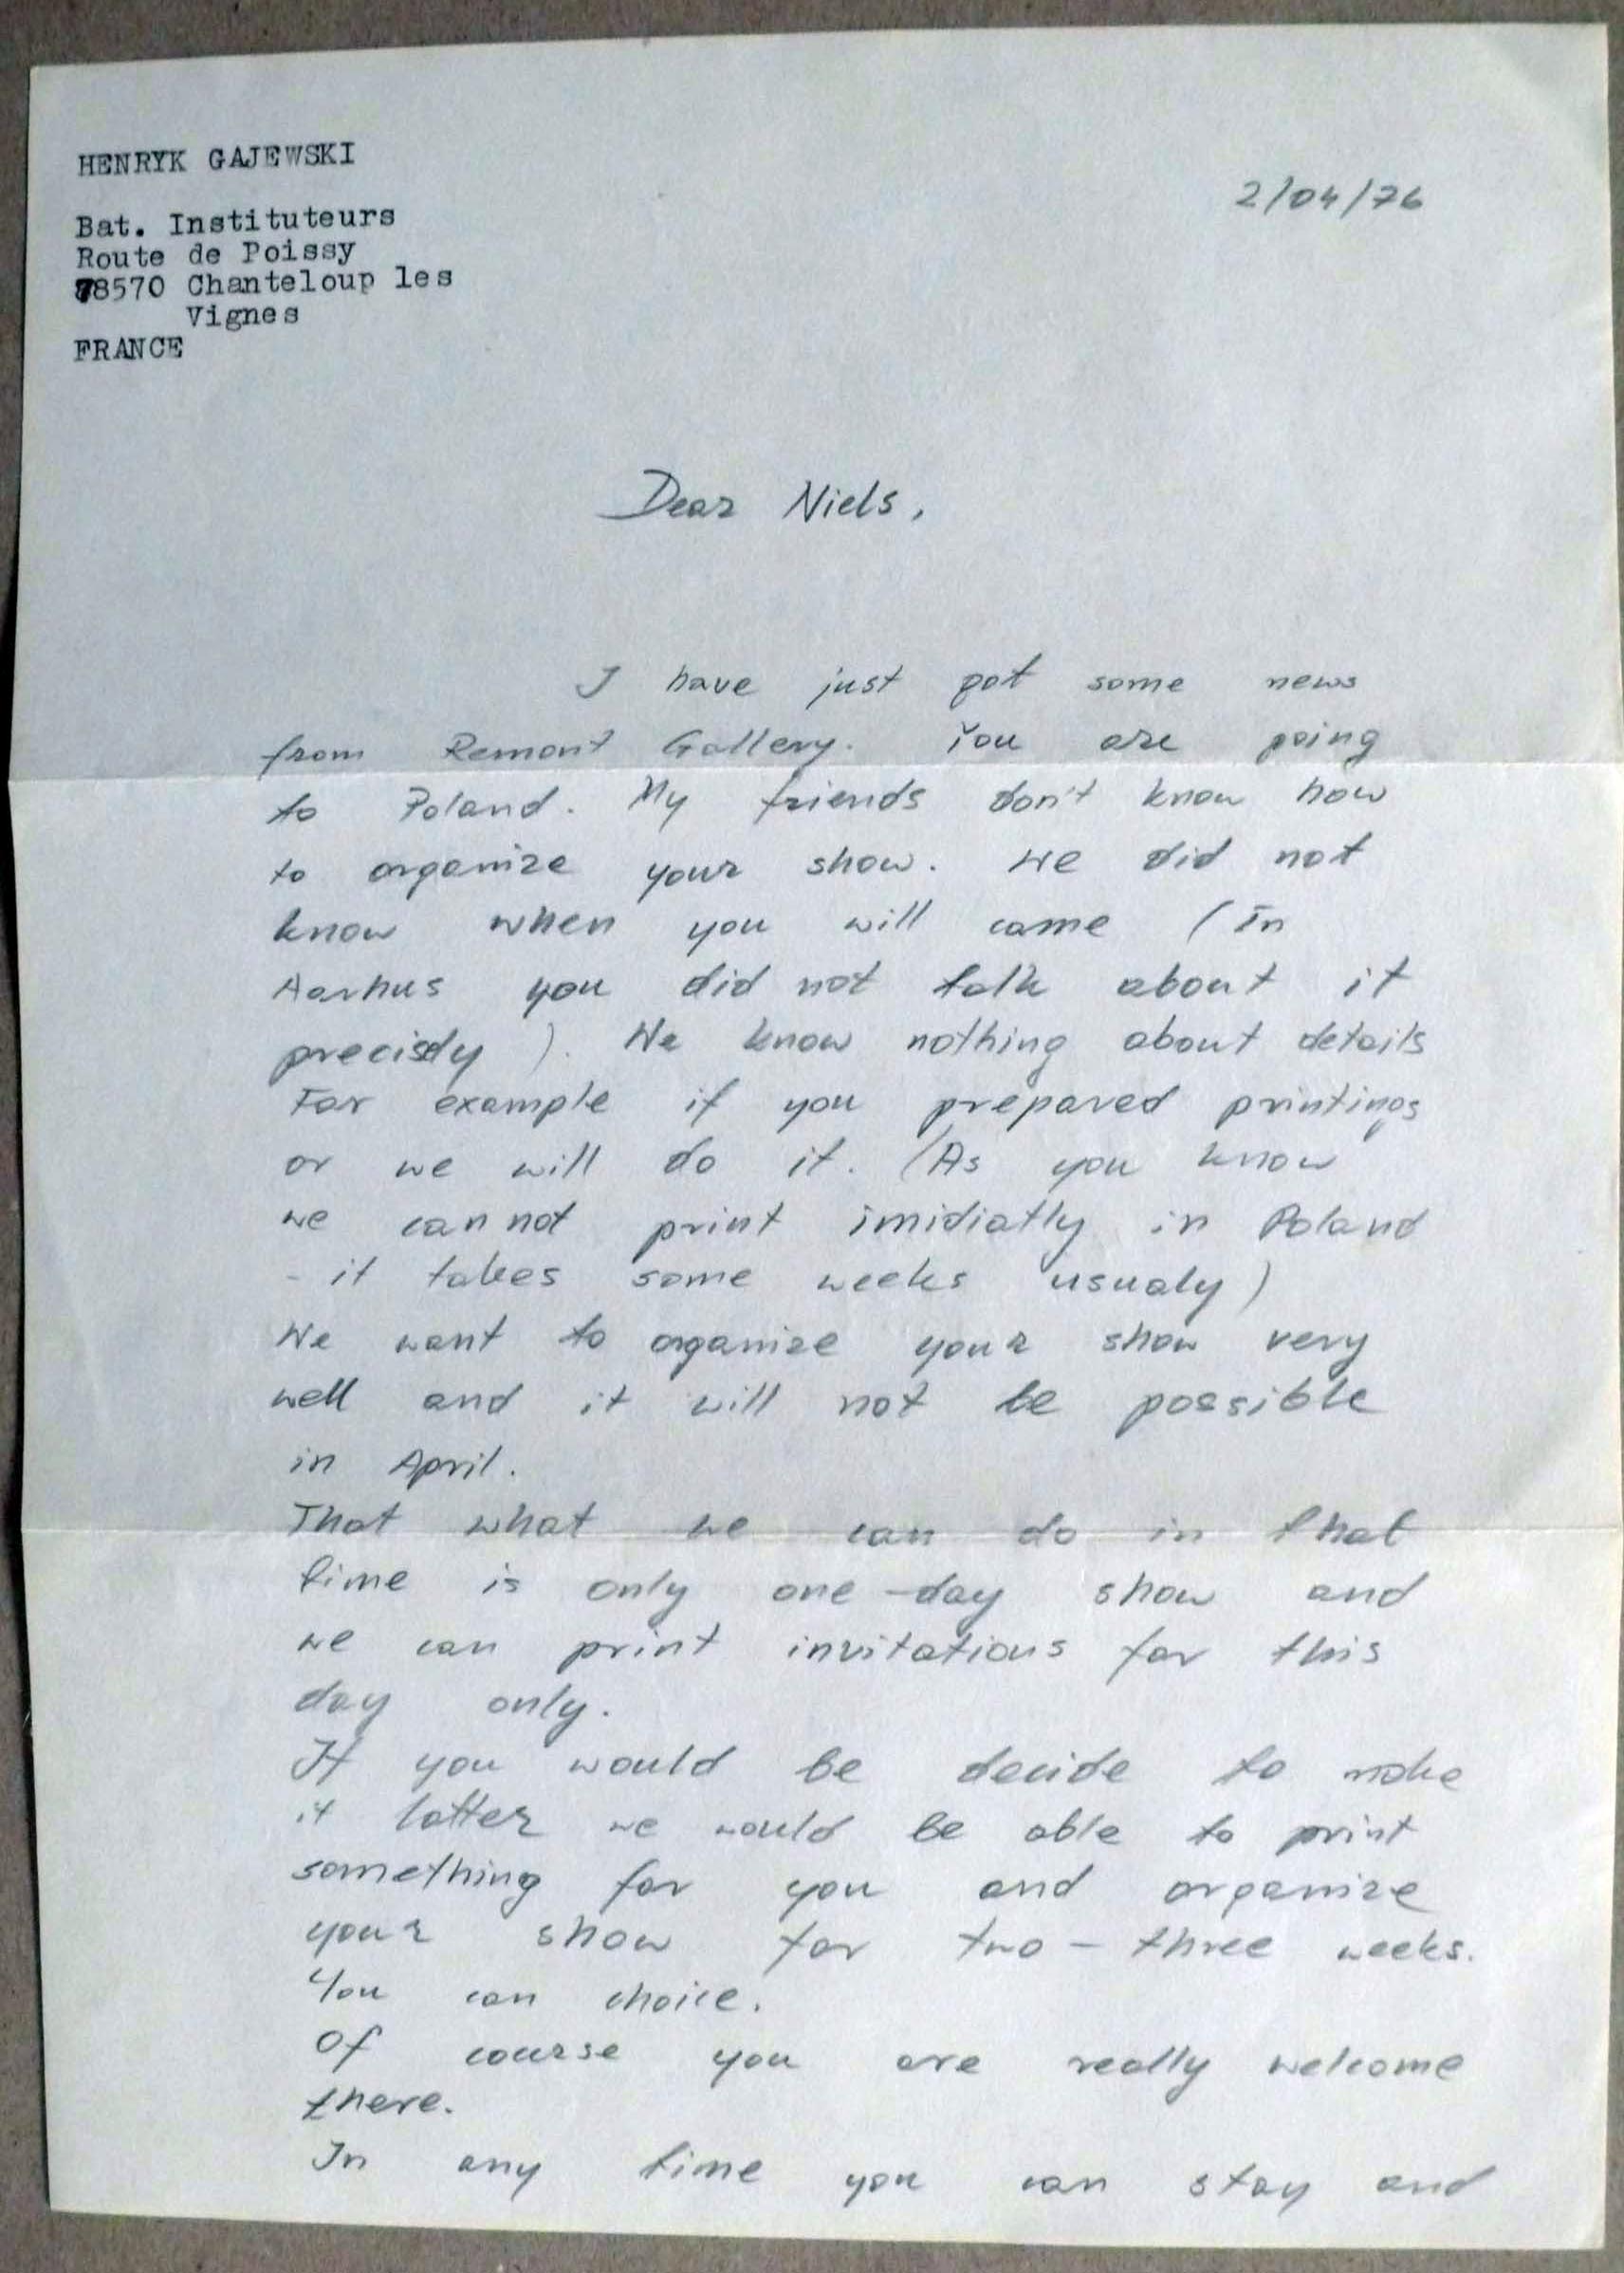 HENRYK GAJEWSKI
2/04/76
Bat. Instituteurs
Route de Poissy
78570 Chanteloup les
Vignes
FRANCE
Dear Niels,
I have just got some news
from Remont Gallery. You are going
to Poland. My friends don't know how
to organize your show. We did not
know when you will came (In
Aarhus you did not talk about it
precisely). We know nothing about details
For example if you prepared printings
or we will do it. (As you know
we can not print imidiatly in Poland
- it takes some weeks usualy)
We want to organize your show very
well and it will not be possible
in April.
That what we can do in that
time is only one-day show and
we can print invitations for this
day only.
If you would be decide to make
it latter we would be able to print
something for you and organize
your show for two - three weeks.
You can choice.
Of course you are really welcome
there.
In any time you can stay and